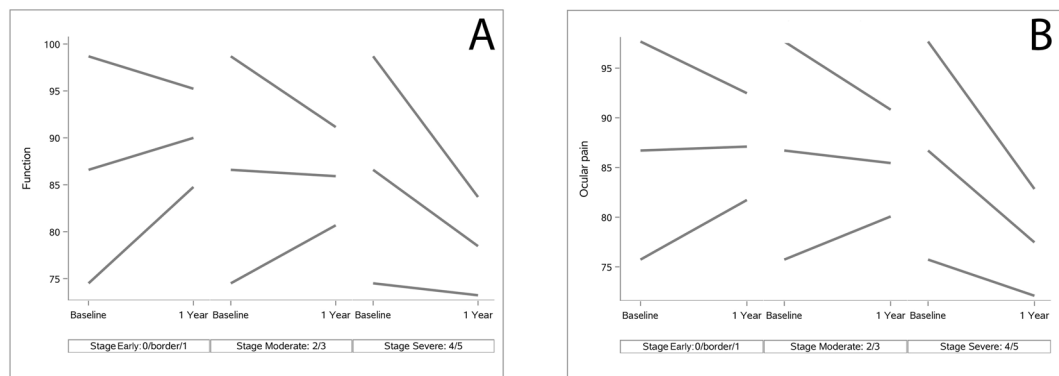 A
100
95
90
85
80
75
Function
Baseline
1 Year
Baseline
1 Year
Baseline
1 Year
Stage Early: 0/border/1
Stage Moderate: 2/3
Stage Severe: 4/5
B
95
90
85
80
75
Ocular pain
Baseline
1 Year
Baseline
1 Year
Baseline
1 Year
Stage Early: 0/border/1
Stage Moderate: 2/3
Stage Severe: 4/5